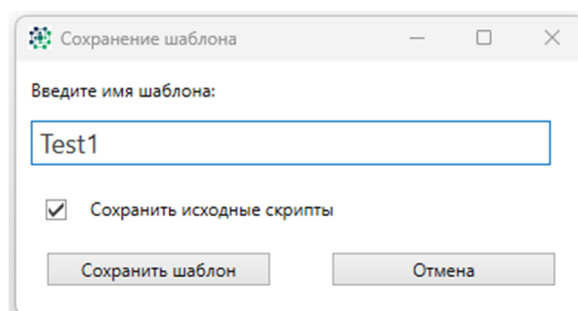 Сохранение шаблона
Введите имя шаблона:
Test1
Сохранить исходные скрипты
Сохранить шаблон Отмена